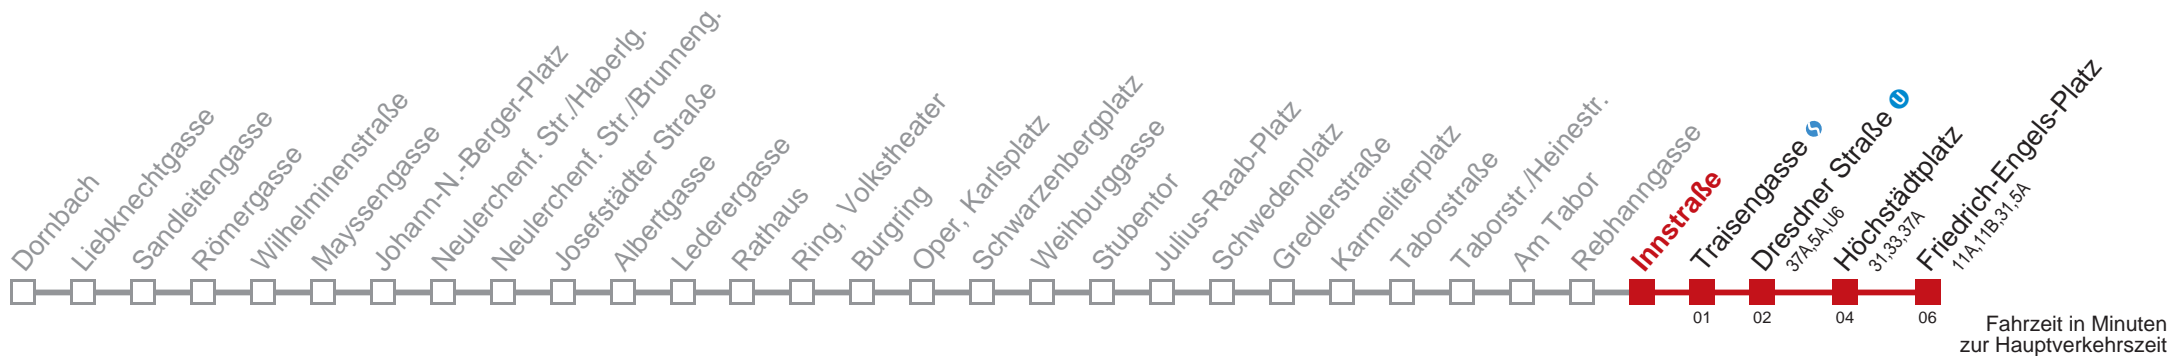 Dornbach
Liebknechtgasse
Sandleitengasse
Römergasse
Wilhelminenstraße
Mayssengasse
Johann-N.-Berger-Platz
Neulerchenf. Str./Haberlg.
Neulerchenf. Str./Brunneng.
Josefstädter Straße
Albertgasse
Lederergasse
Rathaus
Ring, Volkstheater
Burgring
Oper, Karlsplatz
Schwarzenbergplatz
Weihburggasse
Stubentor
Julius-Raab-Platz
Schwedenplatz
Gredlerstraße
Karmeliterplatz
Taborstraße
Taborstr./Heinestr.
Am Tabor
Rebhanngasse
Innstraße
Traisengasse S
Dresdner Straße U
37A,5A,U6
Höchstädtplatz
31,33,37A
Friedrich-Engels-Platz
11A,11B,31,5A
01
02
04
06
Fahrzeit in Minuten
zur Hauptverkehrszeit